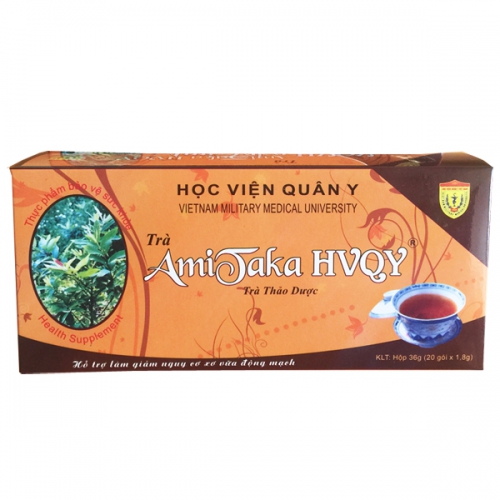 HỌC VIỆN QUÂN Y
VIETNAM MILITARY MEDICAL UNIVERSITY
Thực phẩm bảo vệ sức khỏe
Trà
AmiTaka HVQY®
Trà Thảo Dược
Health Supplement
KLT: Hộp 36g (20 gói x 1,8g)
Hỗ trợ làm giảm nguy cơ xơ vữa động mạch